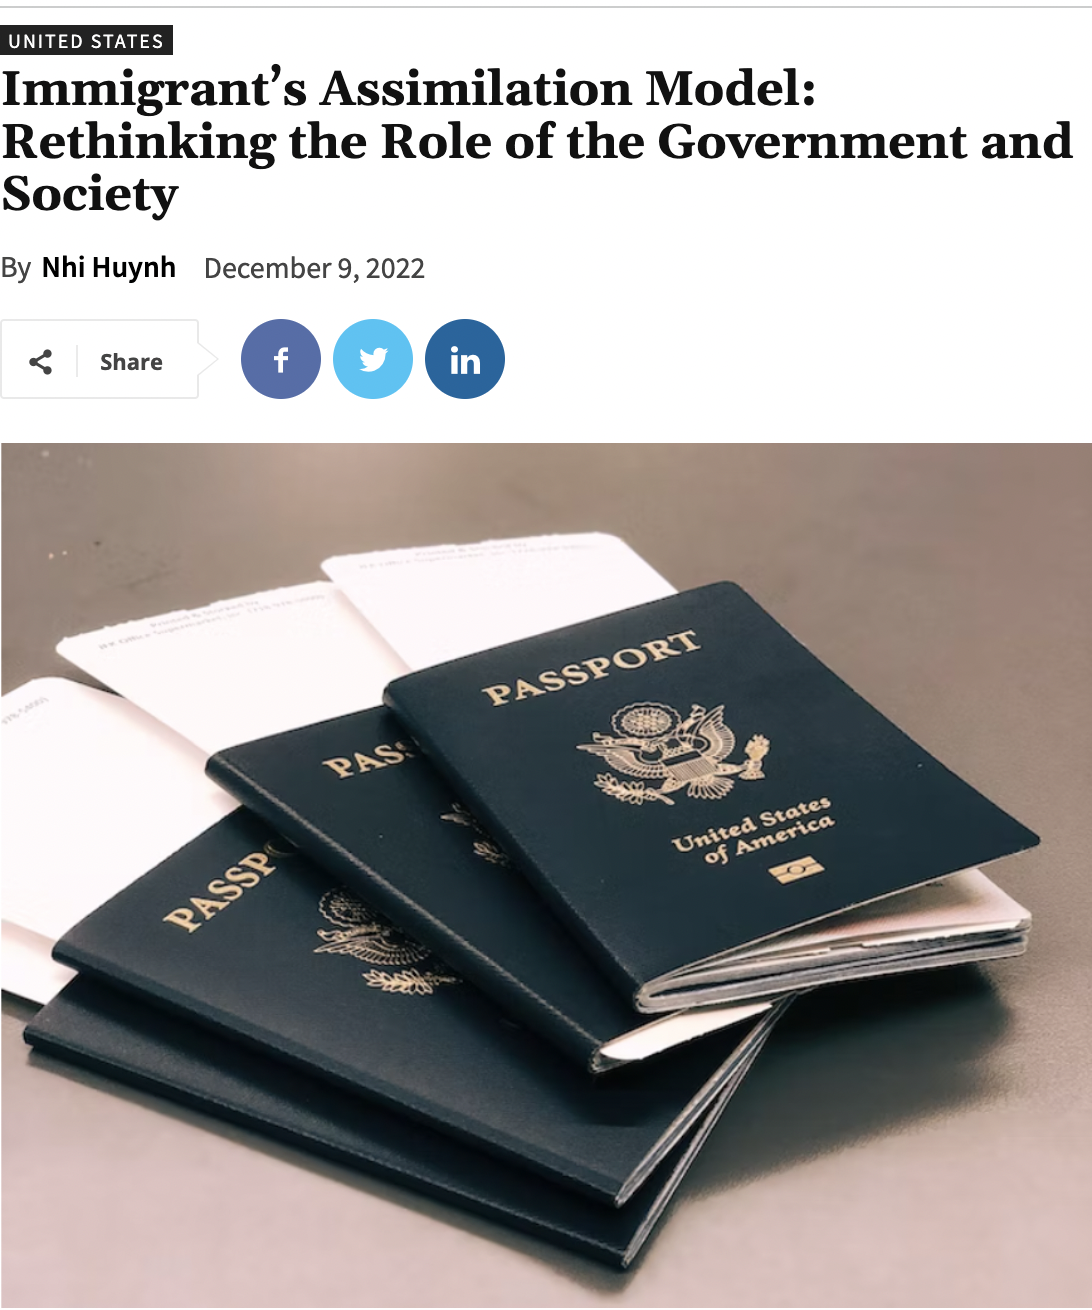 UNITED STATES
Immigrant’s Assimilation Model:
Rethinking the Role of the Government and
Society
By Nhi Huynh December 9, 2022
Share
f
in
PASSPORT
United States
of America
PASS
PASSPO